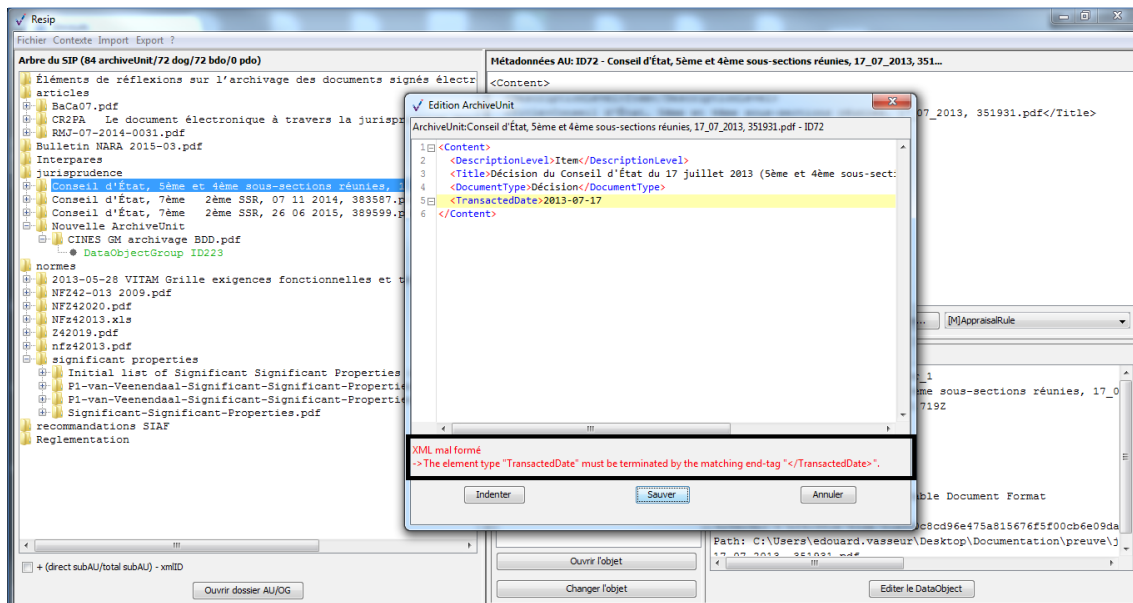 Resip
Fichier Contexte Import Export ?
Arbre du SIP (84 archiveUnit/72 dog/72 bdo/0 pdo)
Éléments de réflexions sur l'archivage des documents signés électr
articles
BaCa07.pdf
CR2PA Le document électronique à travers la jurispr
RMJ-07-2014-0031.pdf
Bulletin NARA 2015-03.pdf
Interpares
jurisprudence
Conseil d'État, 5ème et 4ème sous-sections réunies, 1
Conseil d'État, 7ème 2ème SSR, 07 11 2014, 383587.p
Conseil d'État, 7ème 2ème SSR, 26 06 2015, 389599.p
Nouvelle ArchiveUnit
CINES GM archivage BDD.pdf
DataObjectGroup ID223
normes
2013-05-28 VITAM Grille exigences fonctionnelles et t
NFZ42-013 2009.pdf
NFZ42020.pdf
NFz42013.xls
Z42019.pdf
nfz42013.pdf
significant properties
Initial list of Significant Significant Properties
P1-van-Veenendaal-Significant-Significant-Propertie
P1-van-Veenendaal-Significant-Significant-Propertie
Significant-Significant-Properties.pdf
recommandations SIAF
Reglementation
+ (direct subAU/total subAU) - xmlID
Ouvrir dossier AU/OG
Métadonnées AU: ID72 - Conseil d'État, 5ème et 4ème sous-sections réunies, 17_07_2013, 351...
<Content>
07_2013, 351931.pdf</Title>
Edition ArchiveUnit
ArchiveUnit:Conseil d'État, 5ème et 4ème sous-sections réunies, 17_07_2013, 351931.pdf - ID72
1 <Content>
2 <DescriptionLevel>Item</DescriptionLevel>
3 <Title>Décision du Conseil d'État du 17 juillet 2013 (5ème et 4ème sous-sect:
4 <DocumentType>Décision</DocumentType>
5 <TransactedDate>2013-07-17
6 </Content>
XML mal formé
->The element type "TransactedDate" must be terminated by the matching end-tag "</TransactedDate>".
Indenter
Sauver
Annuler
...
[M]AppraisalRule
_1
ème sous-sections réunies, 17_0
719Z
ble Document Format
c8cd96e475a815676f5f00cb6e09da
Path: C:\Users\edouard.vasseur\Desktop\Documentation\preuve\j
17_07_2013, 351931.pdf
Ouvrir l'objet
Changer l'objet
Editer le DataObject